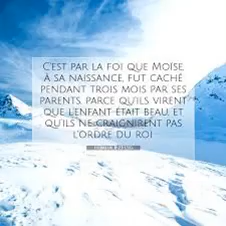 C'EST PAR LA FOI QUE MOÏSE,
À SA NAISSANCE, FUT CACHÉ
PENDANT TROIS MOIS PAR SES
PARENTS, PARCE QU'ILS VIRENT
QUE L'ENFANT ÉTAIT BEAU, ET
QU'ILS NE CRAIGNIRENT PAS
L'ORDRE DU ROI